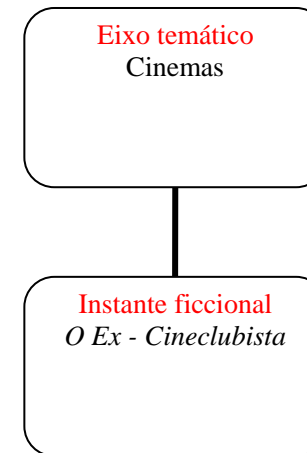 Eixo temático
Cinemas
Instante ficcional
O Ex - Cineclubista